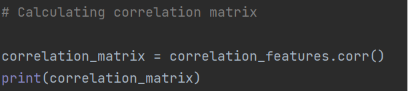 # Calculating correlation matrix
correlation_matrix = correlation_features.corr()
print(correlation_matrix)